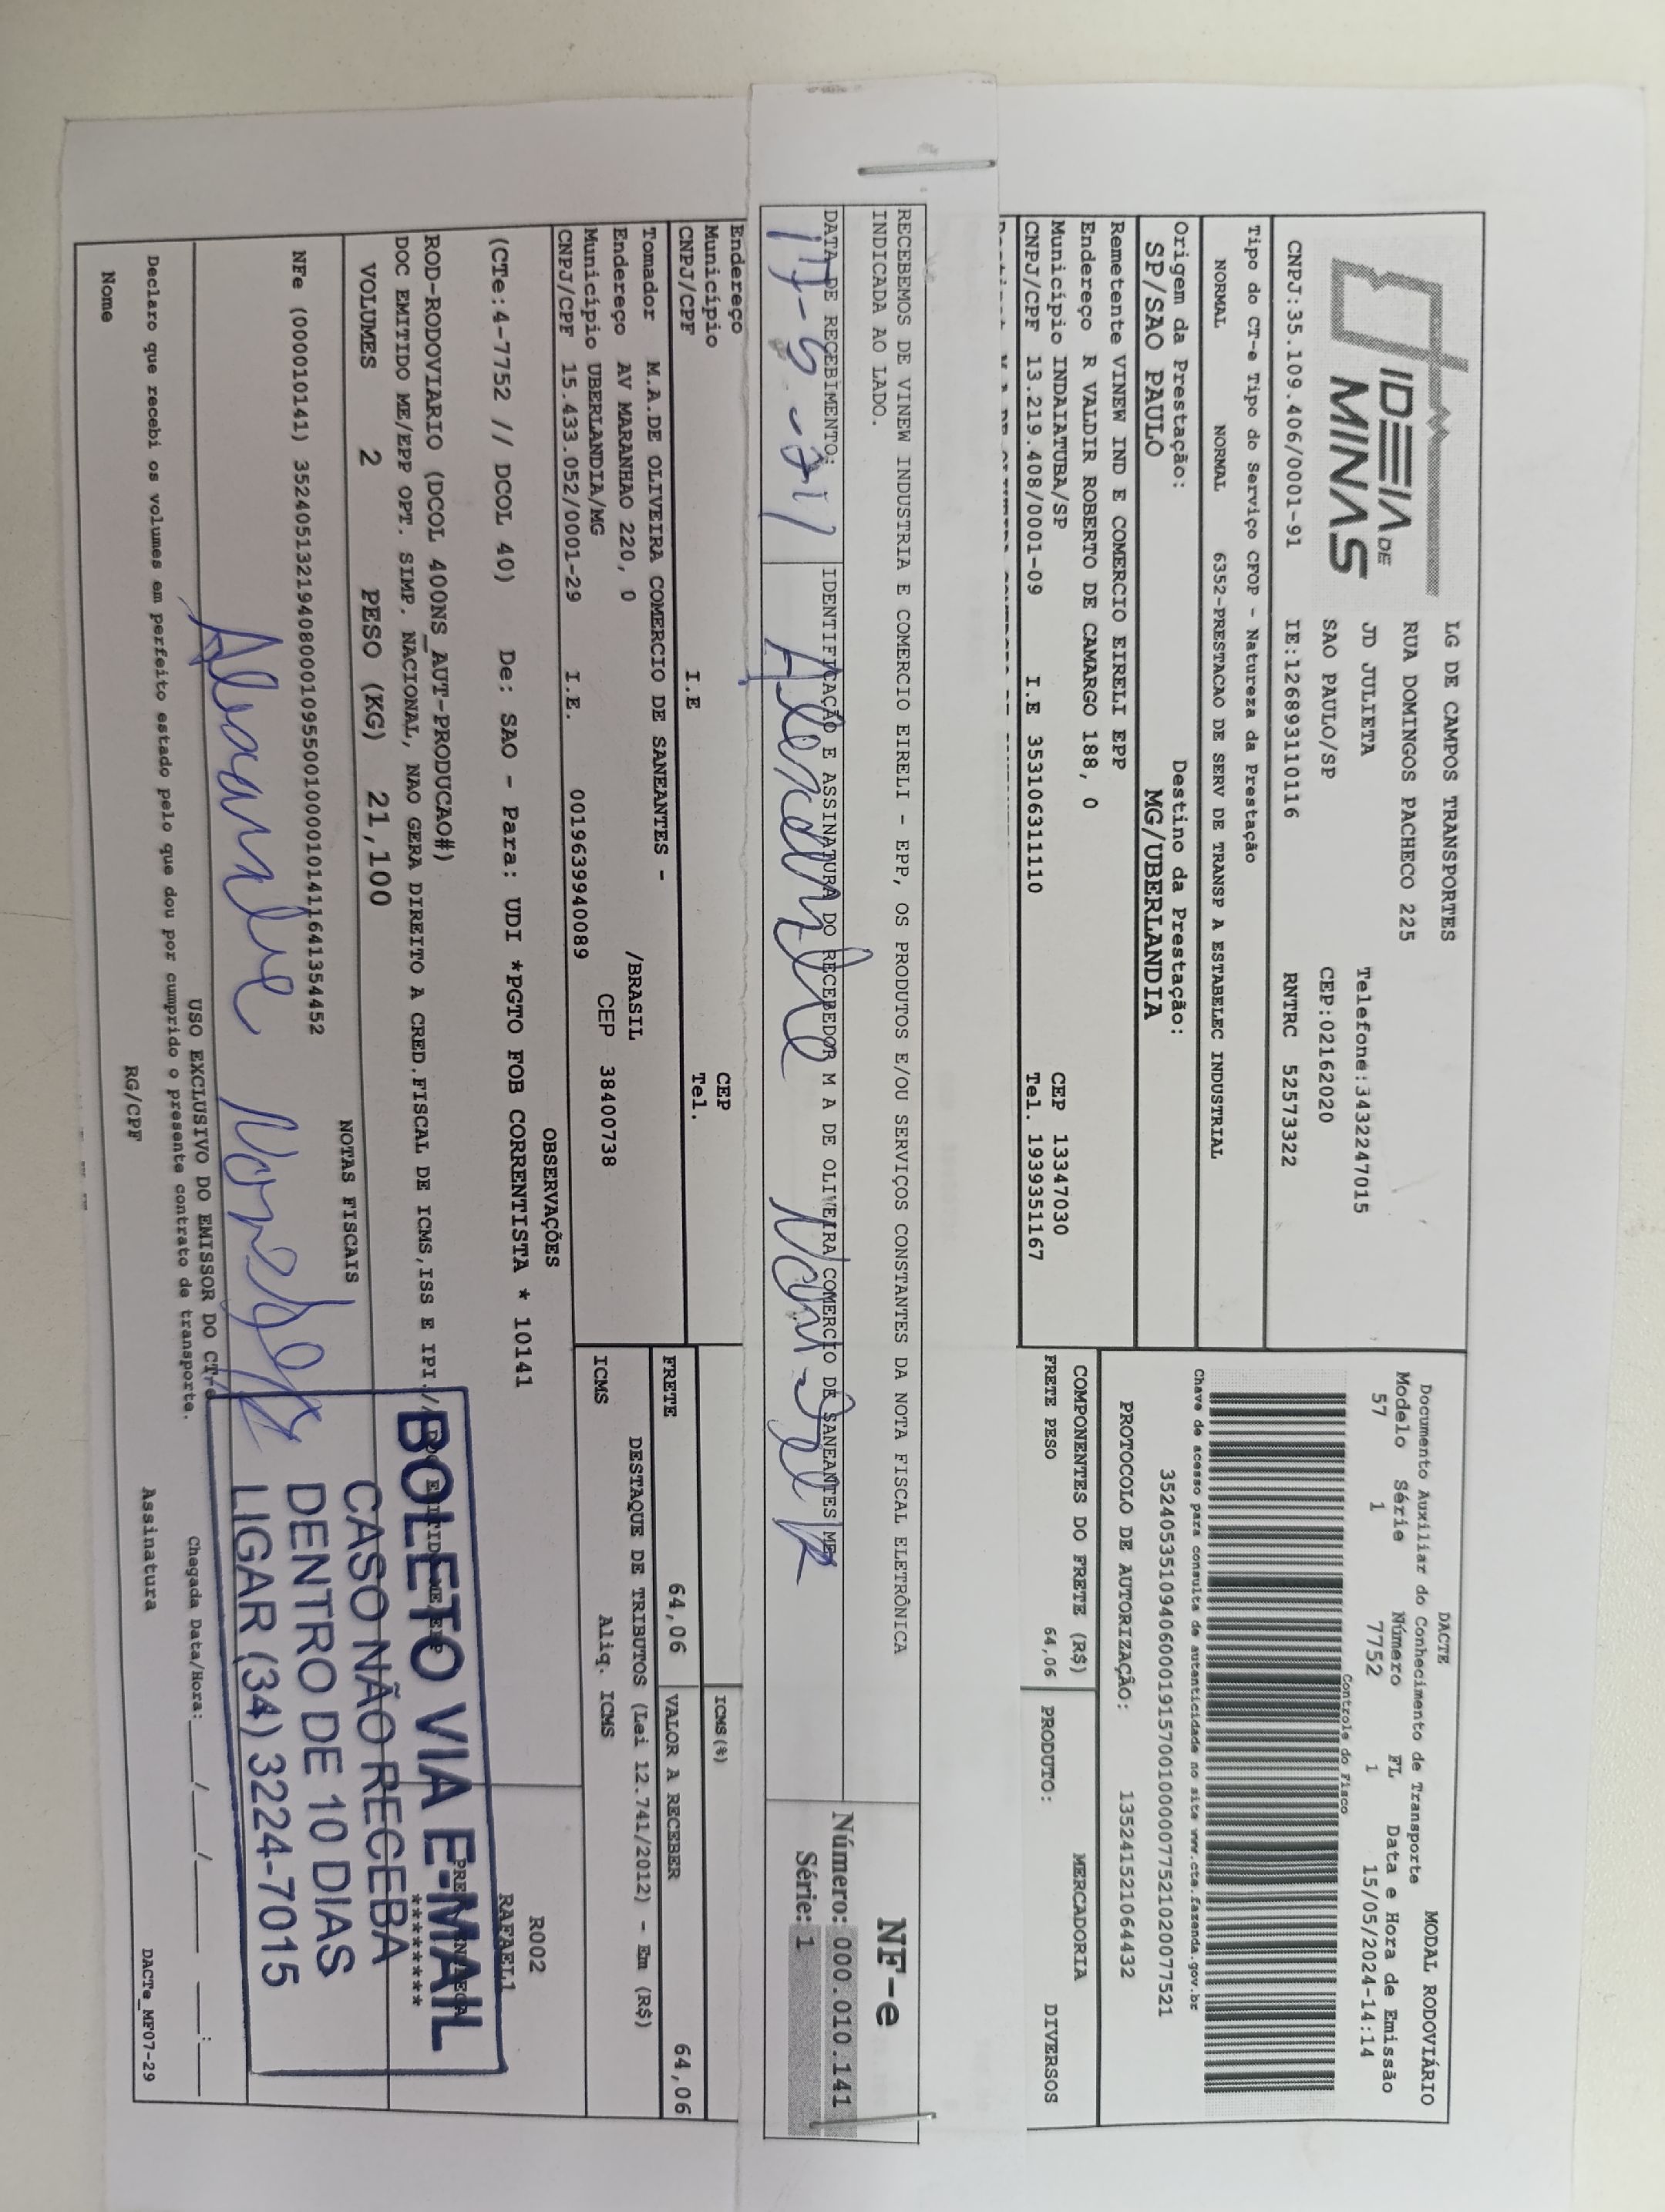 IDEIA DE
MINAS
LG DE CAMPOS TRANSPORTES
RUA DOMINGOS PACHECO 225
JD JULIETA Telefone:3432247015
SAO PAULO/SP CEP:02162020
CNPJ:35.109.406/0001-91 IE:126893110116 RNTRC 52573322
Tipo do CT-e Tipo do Serviço CFOP - Natureza da Prestação
NORMAL NORMAL 6352-PRESTACAO DE SERV DE TRANSP A ESTABELEC INDUSTRIAL
Origem da Prestação: Destino da Prestação:
SP/SAO PAULO MG/UBERLANDIA
Remetente VINEW IND E COMERCIO EIRELI EPP
Endereço R VALDIR ROBERTO DE CAMARGO 188, 0
Município INDAIATUBA/SP CEP 13347030
CNPJ/CPF 13.219.408/0001-09 I.E 353106311110 Tel. 1939351167
DACTE MODAL RODOVIÁRIO
Documento Auxiliar do Conhecimento de Transporte
Modelo Série Número FL Data e Hora de Emissão
57 1 7752 1 15/05/2024-14:14
Controle do Fisco
Chave de acesso para consulta de autenticidade no site www.cte.fazenda.gov.br
35240535109406000191570010000077521020077521
PROTOCOLO DE AUTORIZAÇÃO: 135241521064432
COMPONENTES DO FRETE (R$) PRODUTO: MERCADORIA DIVERSOS
FRETE PESO 64,06
RECEBEMOS DE VINEW INDUSTRIA E COMERCIO EIRELI - EPP, OS PRODUTOS E/OU SERVIÇOS CONSTANTES DA NOTA FISCAL ELETRÔNICA
INDICADA AO LADO.
DATA DE RECEBIMENTO: IDENTIFICAÇÃO E ASSINATURA DO RECEBEDOR M A DE OLIVEIRA COMERCIO DE SANEANTES ME
Alexandre
NF-e
Número: 000.010.141
Série: 1
Endereço
Município CEP
CNPJ/CPF I.E Tel.
Tomador M.A.DE OLIVEIRA COMERCIO DE SANEANTES -
Endereço AV MARANHAO 220, 0 /BRASIL
Município UBERLANDIA/MG CEP 38400738
CNPJ/CPF 15.433.052/0001-29 I.E. 0019639940089
ICMS(%)
FRETE 64,06 VALOR A RECEBER 64,06
DESTAQUE DE TRIBUTOS (Lei 12.741/2012) - Em (R$)
ICMS Aliq. ICMS
OBSERVAÇÕES
(CTe:4-7752 // DCOL 40) De: SAO - Para: UDI *PGTO FOB CORRENTISTA * 10141
R002
RAFAEL1
ROD-RODOVIARIO (DCOL 400NS_AUT-PRODUCAO#)
DOC EMITIDO ME/EPP OPT. SIMP. NACIONAL, NAO GERA DIREITO A CRED.FISCAL DE ICMS,ISS E IPI.
VOLUMES 2 PESO (KG) 21,100
********
NOTAS FISCAIS
NFe (000010141) 35240513219408000109550010000101411641354452
Alexandre
BOLETO VIA E-MAIL
CASO NÃO RECEBA
DENTRO DE 10 DIAS
LIGAR (34) 3224-7015
USO EXCLUSIVO DO EMISSOR DO CT-e
Declaro que recebi os volumes em perfeito estado pelo que dou por cumprido o presente contrato de transporte. Chegada Data/Hora:___/___/___ __:__
Nome RG/CPF Assinatura
DACTe_MF07-29